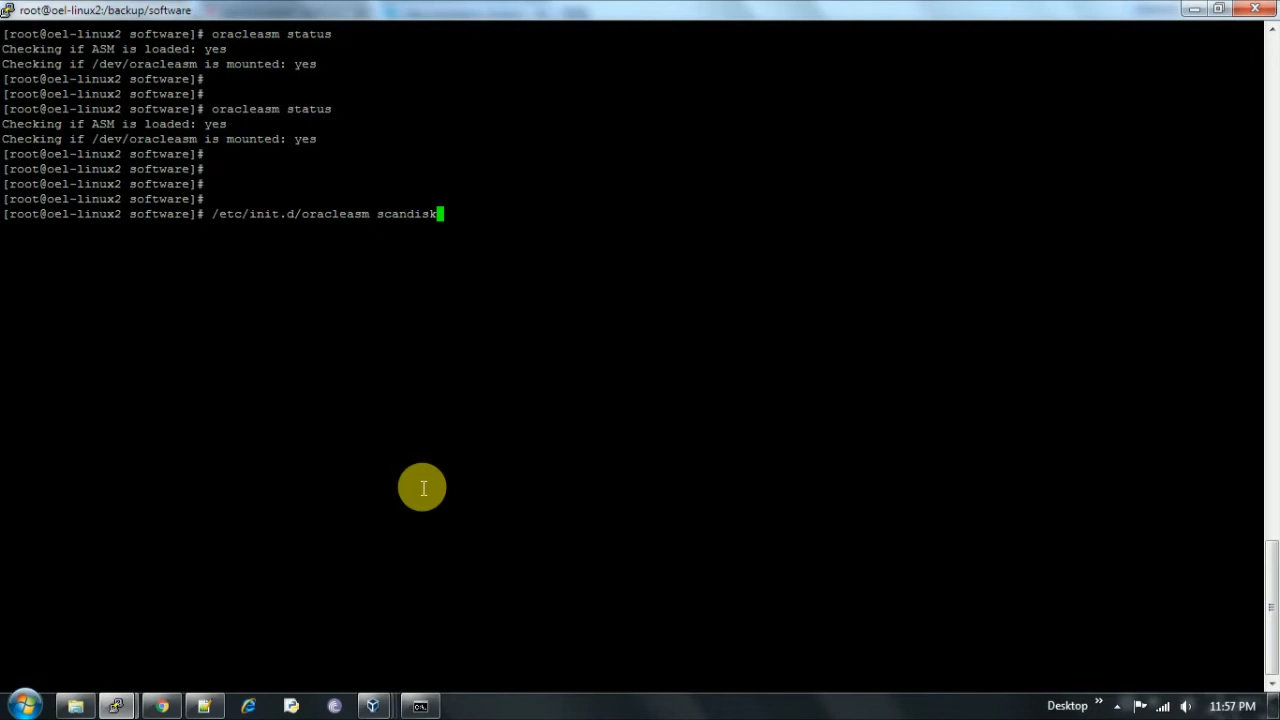 root@oel-linux2:/backup/software
[root@oel-linux2 software]# oracleasm status
Checking if ASM is loaded: yes
Checking if /dev/oracleasm is mounted: yes
[root@oel-linux2 software]#
[root@oel-linux2 software]#
[root@oel-linux2 software]# oracleasm status
Checking if ASM is loaded: yes
Checking if /dev/oracleasm is mounted: yes
[root@oel-linux2 software]#
[root@oel-linux2 software]#
[root@oel-linux2 software]#
[root@oel-linux2 software]#
[root@oel-linux2 software]# /etc/init.d/oracleasm scandisk
Desktop
11:57 PM